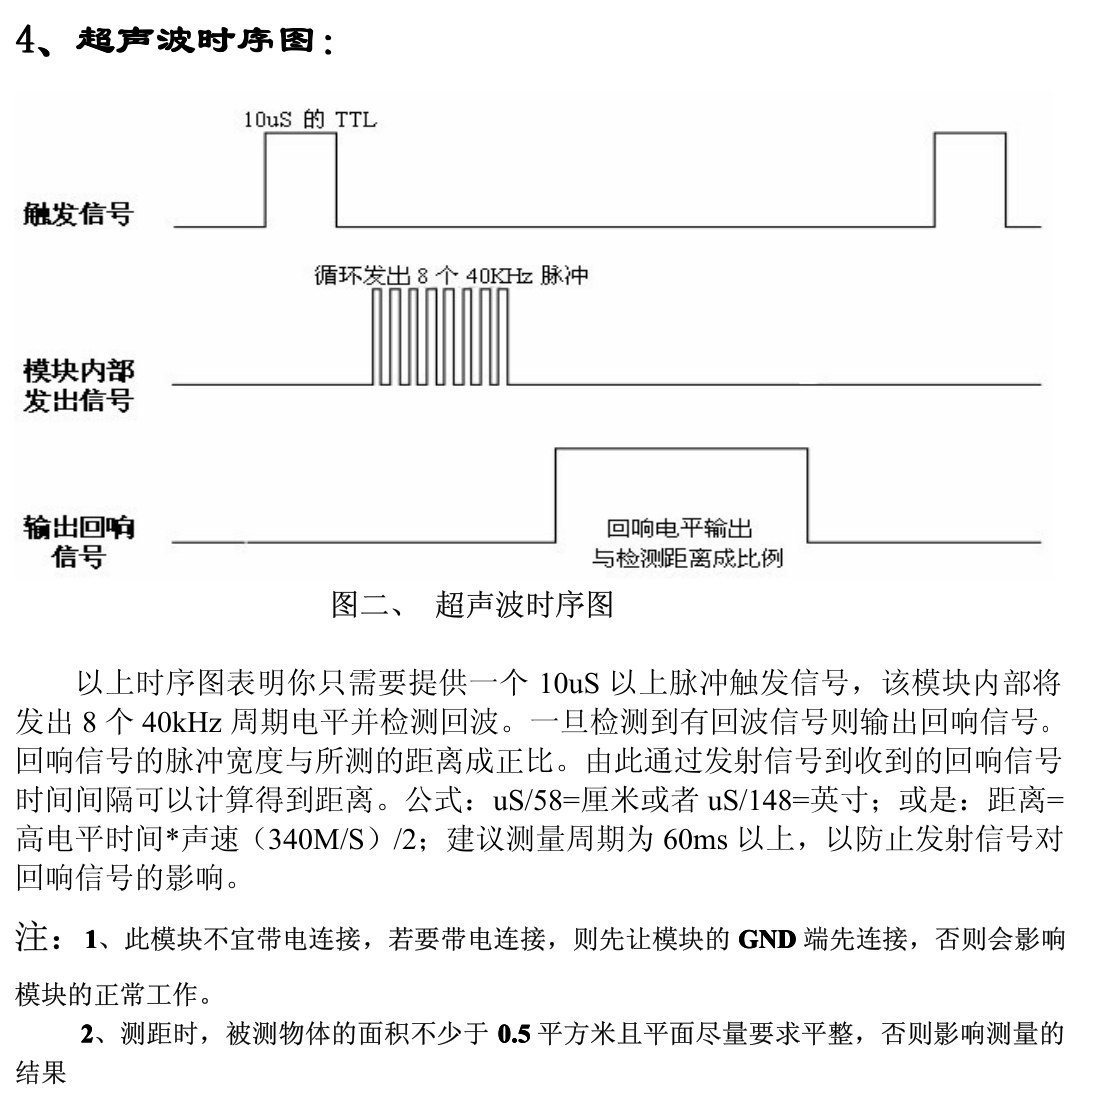 4、超声波时序图：
10uS 的 TTL
触发信号
循环发出 8 个 40KHz 脉冲
模块内部
发出信号
输出回响
信号
回响电平输出
与检测距离成比例
图二、 超声波时序图
以上时序图表明你只需要提供一个 10uS 以上脉冲触发信号，该模块内部将
发出 8 个 40kHz 周期电平并检测回波。一旦检测到有回波信号则输出回响信号。
回响信号的脉冲宽度与所测的距离成正比。由此通过发射信号到收到的回响信号
时间间隔可以计算得到距离。公式：uS/58=厘米或者 uS/148=英寸；或是：距离=
高电平时间*声速（340M/S）/2；建议测量周期为 60ms 以上，以防止发射信号对
回响信号的影响。
注：1、此模块不宜带电连接，若要带电连接，则先让模块的 GND 端先连接，否则会影响
模块的正常工作。
2、测距时，被测物体的面积不少于 0.5 平方米且平面尽量要求平整，否则影响测量的
结果